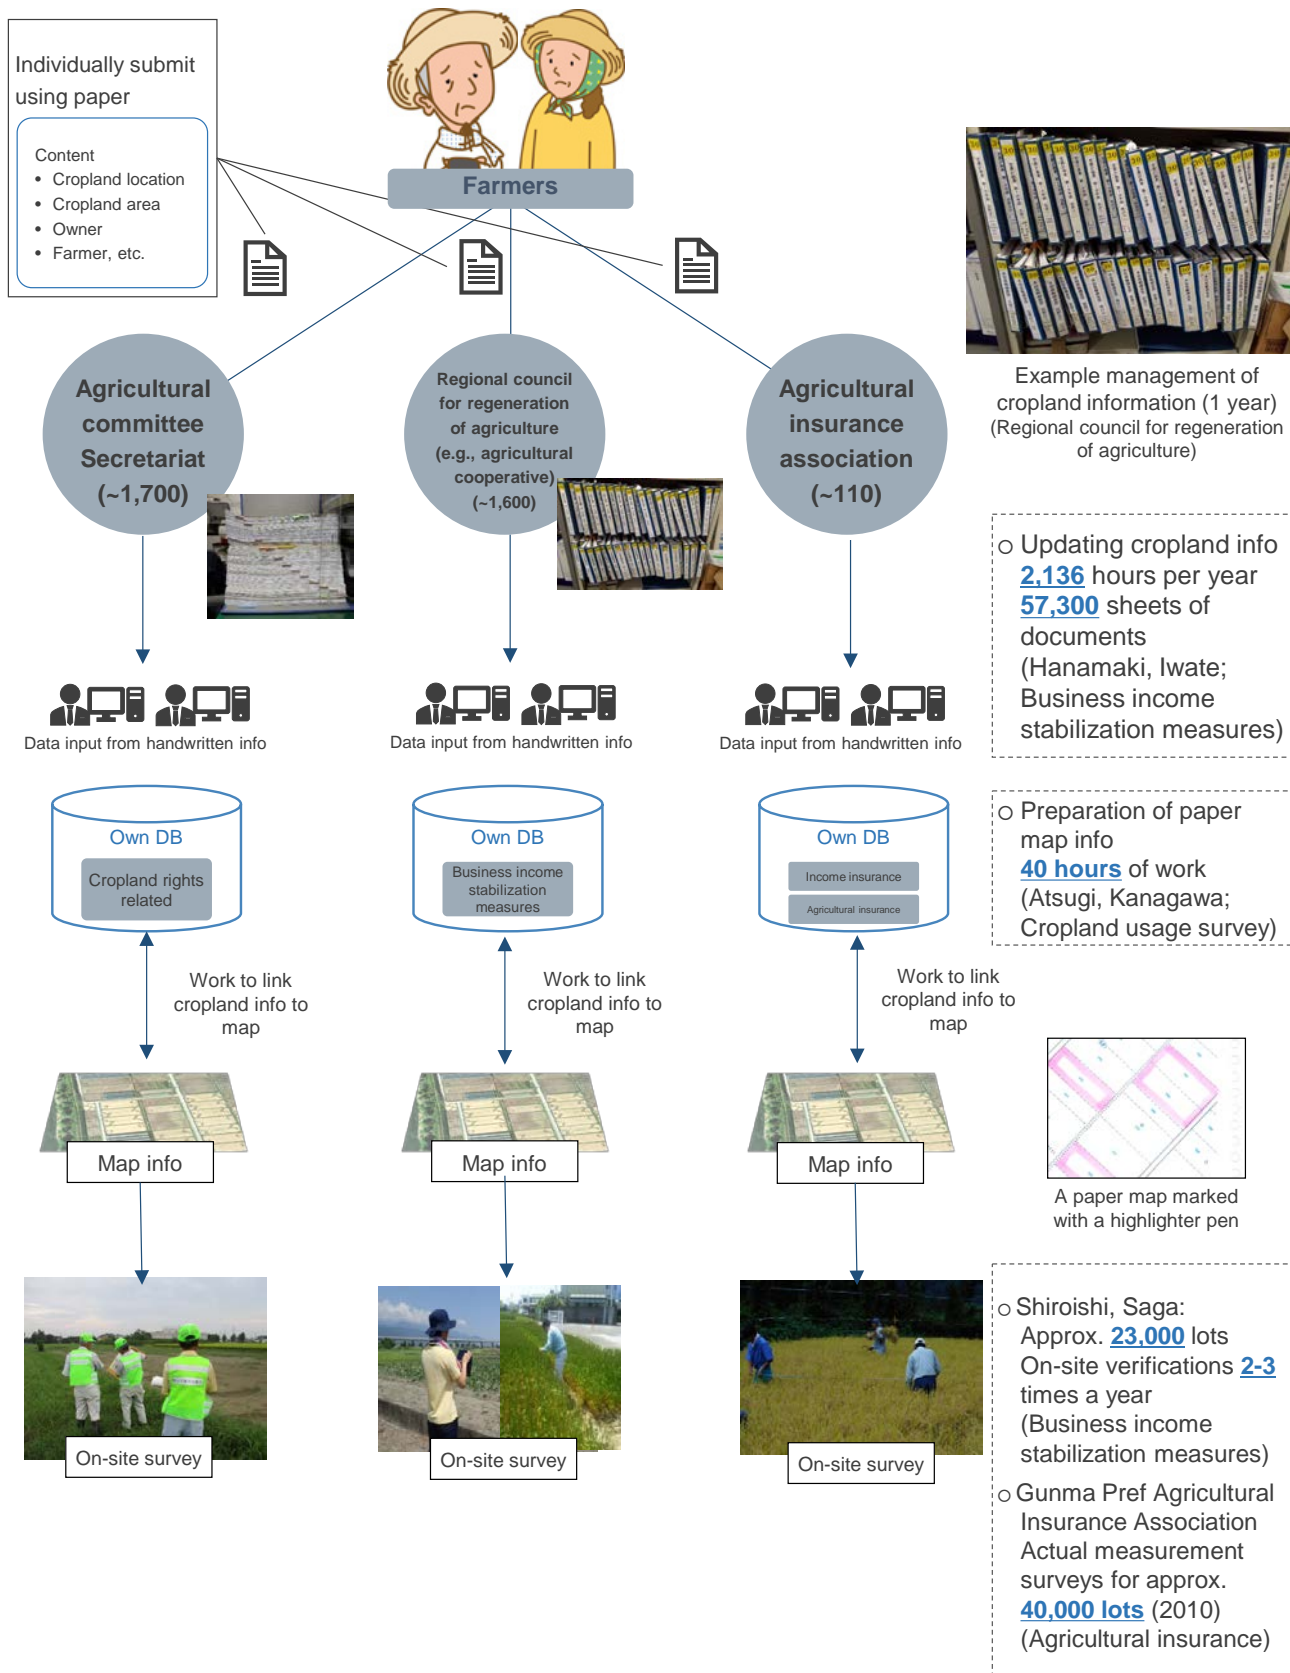 Individually submit
using paper
Content
• Cropland location
• Cropland area
• Owner
• Farmer, etc.
Farmers
Agricultural
committee
Secretariat
(~1,700)
Regional council
for regeneration
of agriculture
(e.g., agricultural
cooperative)
(~1,600)
Agricultural
insurance
association
(~110)
Example management of
cropland information (1 year)
(Regional council for regeneration
of agriculture)
Data input from handwritten info
Data input from handwritten info
Data input from handwritten info
○ Updating cropland info
2,136 hours per year
57,300 sheets of
documents
(Hanamaki, Iwate;
Business income
stabilization measures)
Own DB
Cropland rights
related
Own DB
Business income
stabilization
measures
Own DB
Income insurance
Agricultural insurance
○ Preparation of paper
map info
40 hours of work
(Atsugi, Kanagawa;
Cropland usage survey)
Work to link
cropland info to
map
Work to link
cropland info to
map
Work to link
cropland info to
map
Map info
Map info
Map info
A paper map marked
with a highlighter pen
On-site survey
On-site survey
On-site survey
○ Shiroishi, Saga:
Approx. 23,000 lots
On-site verifications 2-3
times a year
(Business income
stabilization measures)
○ Gunma Pref Agricultural
Insurance Association
Actual measurement
surveys for approx.
40,000 lots (2010)
(Agricultural insurance)